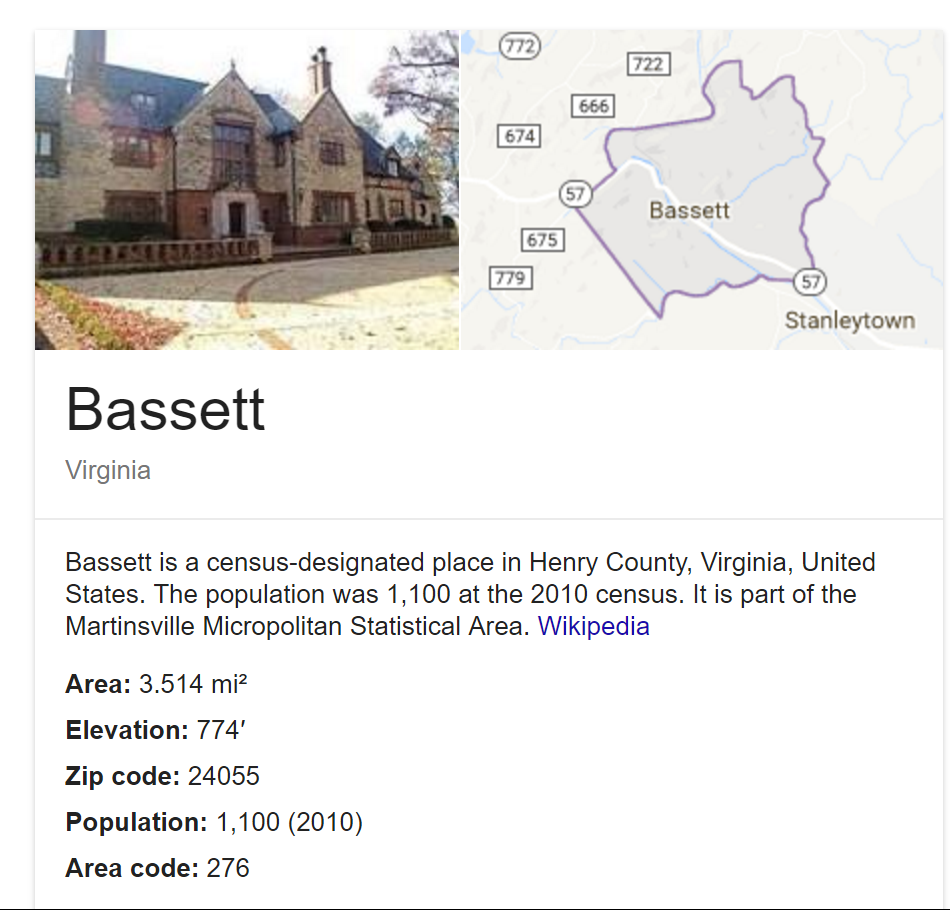 772
722
666
674
57
Bassett
675
779
57
Stanleytown
Bassett
Virginia
Bassett is a census-designated place in Henry County, Virginia, United
States. The population was 1,100 at the 2010 census. It is part of the
Martinsville Micropolitan Statistical Area. Wikipedia
Area: 3.514 mi²
Elevation: 774′
Zip code: 24055
Population: 1,100 (2010)
Area code: 276